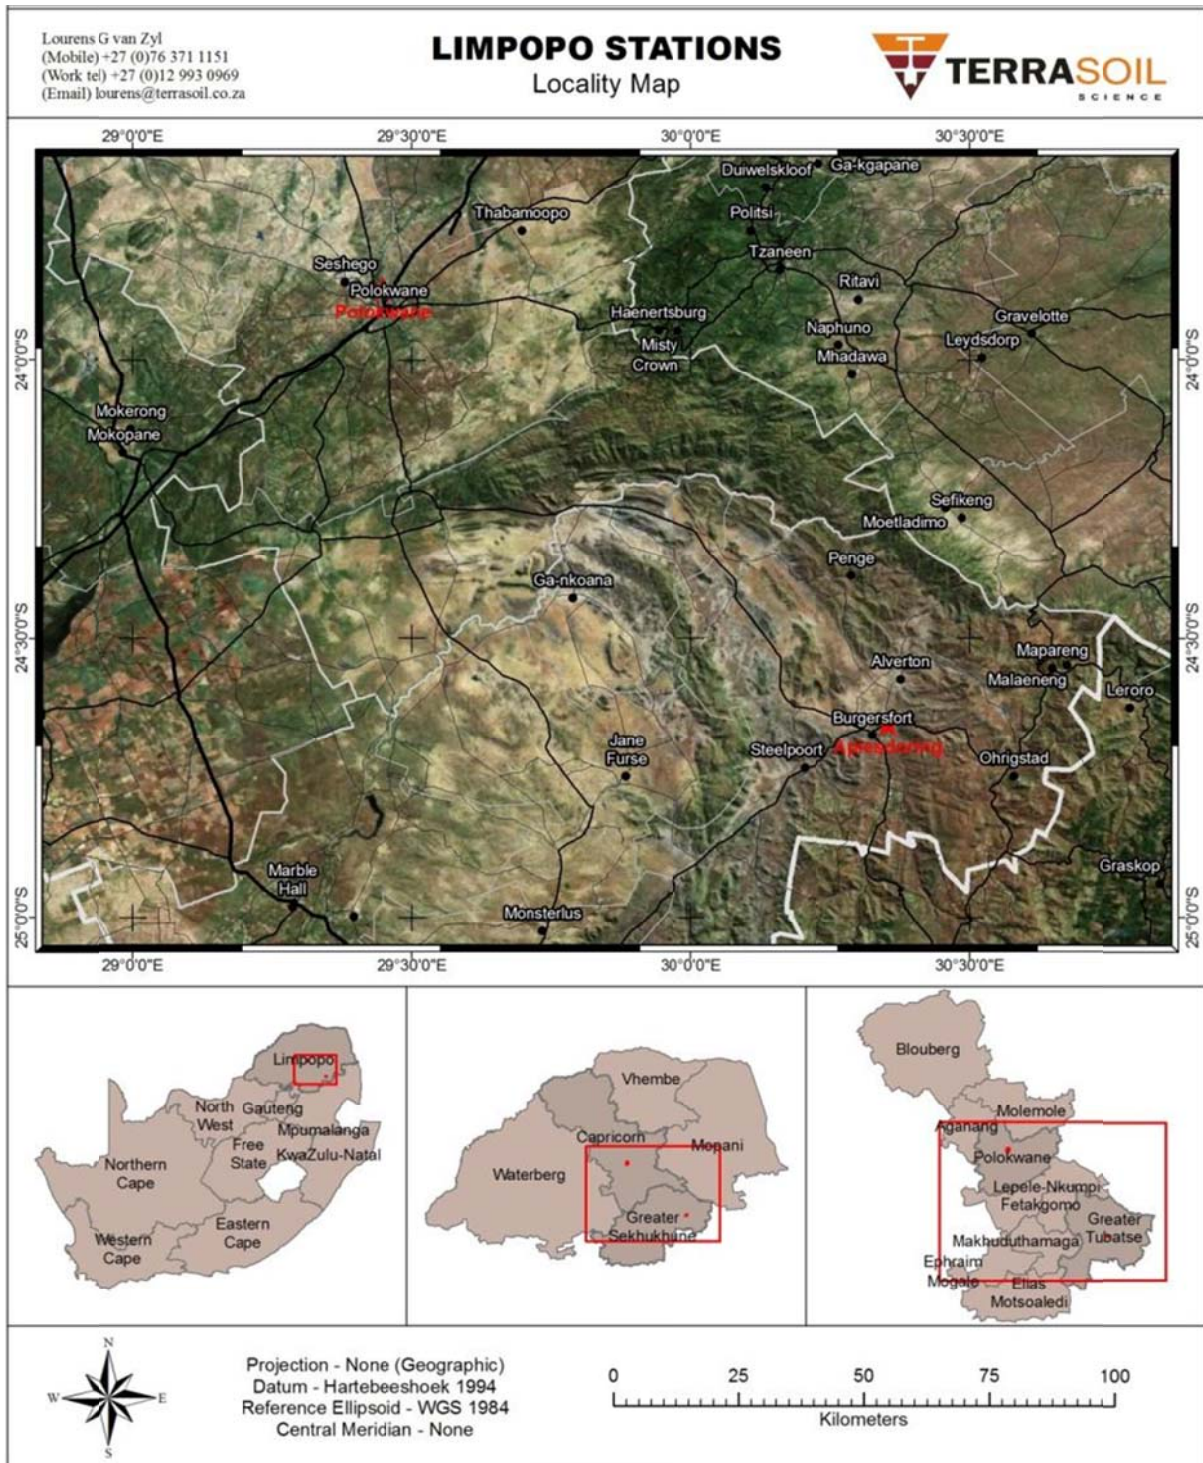 Lourens G van Zyl
(Mobile) +27 (0)76 371 1151
(Work tel) +27 (0)12 993 0969
(Email) lourens@terrasoil.co.za
LIMPOPO STATIONS
Locality Map
TERRASOIL
SCIENCE
29°0'0"E
29°30'0"E
30°0'0"E
30°30'0"E
Duiwelskloof
Ga-kgapane
Thabamoopo
Politsi
Tzaneen
Seshego
Polokwane
Polokwane
Ritavi
Haenertsburg
Misty
Crown
Naphuno
Mhadawa
Gravelotte
Leydsdorp
24°0'0"S
24°0'0"S
Mokerong
Mokopane
Sefikeng
Moetladimo
Penge
Ga-nkoana
24°30'0"S
24°30'0"S
Mapareng
Alverton
Malaeneng
Leroro
Burgersfort
Jane
Furse
Steelpoort
Ohrigstad
Graskop
Marble
Hall
Monsterlus
25°0'0"S
25°0'0"S
29°0'0"E
29°30'0"E
30°0'0"E
30°30'0"E
Limpopo
North
West
Gauteng
Mpumalanga
Free
State
KwaZulu-Natal
Northern
Cape
Eastern
Cape
Western
Cape
Vhembe
Capricorn
Mopani
Waterberg
Greater
Sekhukhune
Blouberg
Molemole
Aganang
Polokwane
Lepele-Nkumpi
Fetakgomo
Greater
Tubatse
Makhuduthamaga
Ephraim
Mogale
Elias
Motsoaledi
N
W
E
S
Projection - None (Geographic)
Datum - Hartebeeshoek 1994
Reference Ellipsoid - WGS 1984
Central Meridian - None
0 25 50 75 100
Kilometers